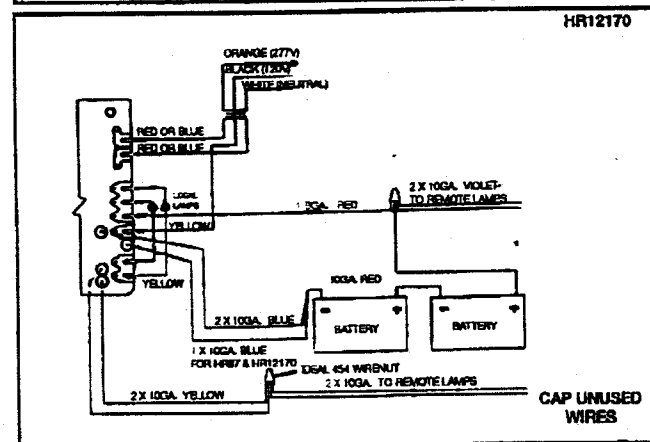 HR12170
ORANGE (277V)
BLACK (120V)
WHITE (NEUTRAL)
RED OR BLUE
RED OR BLUE
2 X 10GA. VIOLET-
TO REMOTE LAMPS
LOCAL
LAMPS
RED
YELLOW
YELLOW
10GA. RED
2 X 10GA. BLUE
BATTERY
BATTERY
1 X 10GA. BLUE
FOR HR87 & HR12170
IDEAL 454 WIRENUT
2 X 10GA. TO REMOTE LAMPS
2 X 10GA. YELLOW
CAP UNUSED
WIRES